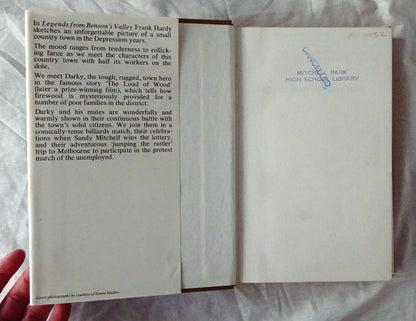 In Legends from Benson's Valley Frank Hardy
sketches an unforgettable picture of a small
country town in the Depression years.
The mood ranges from tenderness to rollick-
ing farce as we meet the characters of this
country town with half its workers on the
dole.
We meet Darky, the tough, rugged, town hero
in the famous story 'The Load of Wood'
(later a prize-winning film), which tells how
firewood is mysteriously provided for a
number of poor families in the district.
Darky and his mates are wonderfully and
warmly shown in their continuous battle with
the town's solid citizens. We join them in a
comically-tense billiards match, their celebra-
tions when Sandy Mitchell wins the lottery,
and their adventurous 'jumping the rattler'
trip to Melbourne to participate in the protest
march of the unemployed.
Cover photography by courtesy of Simon Studios
CANCELLED
MITCHELL PARK
HIGH SCHOOL LIBRARY